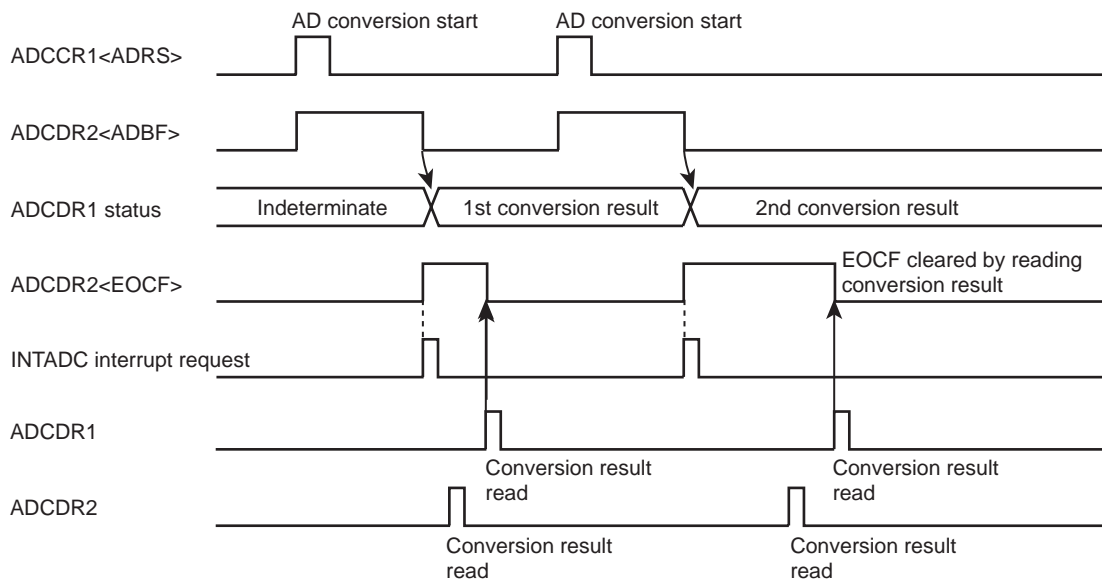 AD conversion start
AD conversion start
ADCCR1<ADRS>
ADCDR2<ADBF>
ADCDR1 status
Indeterminate
1st conversion result
2nd conversion result
ADCDR2<EOCF>
EOCF cleared by reading
conversion result
INTADC interrupt request
ADCDR1
Conversion result
read
Conversion result
read
ADCDR2
Conversion result
read
Conversion result
read